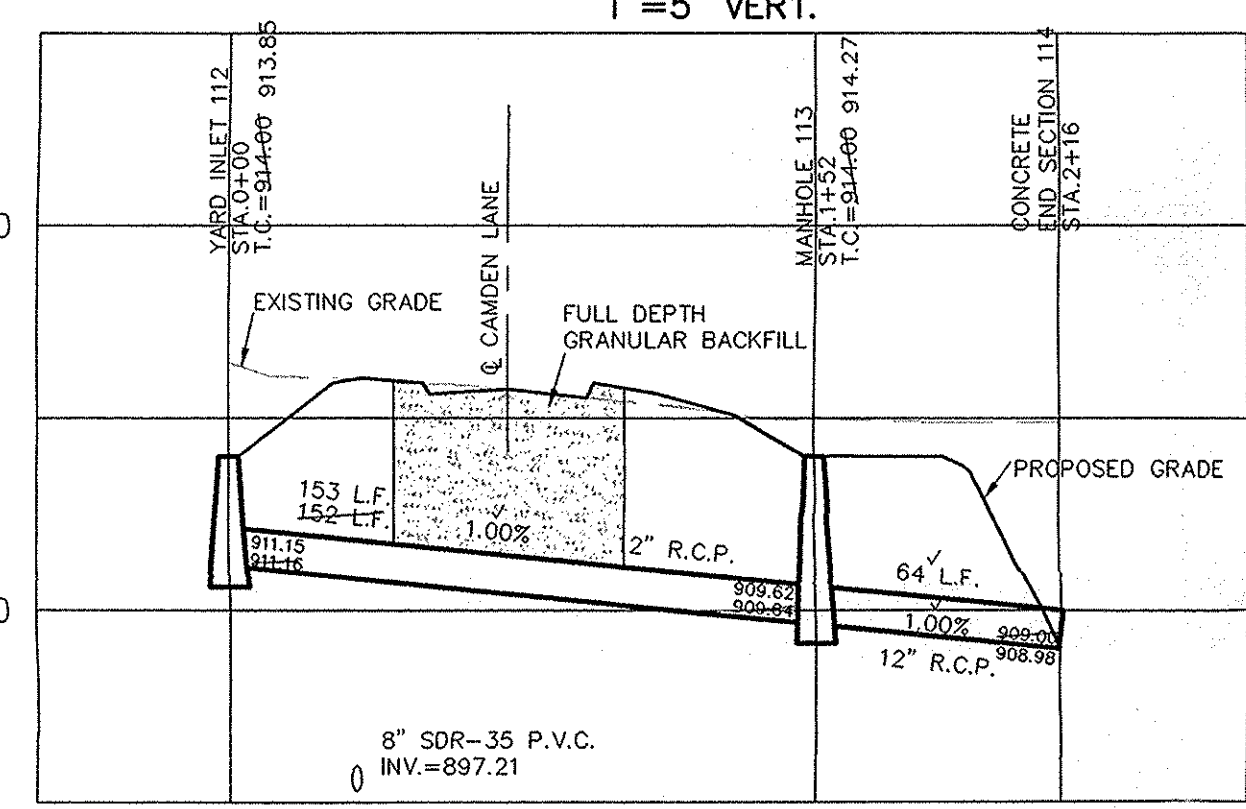 1"=5' VERT.
YARD INLET 112
STA.0+00
T.C.=914.00 913.85
℄ CAMDEN LANE
MANHOLE 113
STA.1+52
T.C.=914.00 914.27
CONCRETE
END SECTION 114
STA.2+16
0
EXISTING GRADE
FULL DEPTH
GRANULAR BACKFILL
PROPOSED GRADE
153 L.F.
152 L.F.
✓
1.00%
2" R.C.P.
911.15
911.16
909.62
909.64
64 ✓ L.F.
✓
1.00%
12" R.C.P.
909.00
908.98
0
8" SDR-35 P.V.C.
INV.=897.21